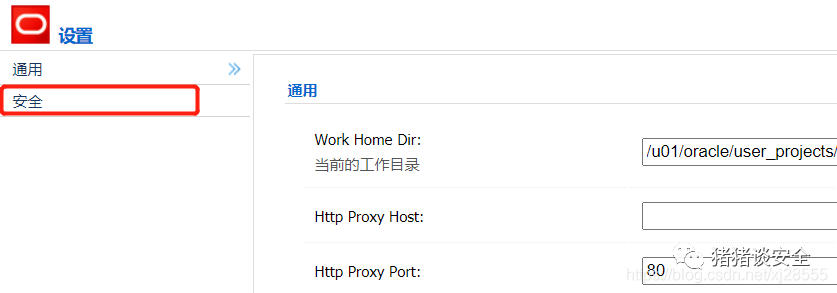 设置
通用
安全
通用
Work Home Dir:
当前的工作目录
/u01/oracle/user_projects/
Http Proxy Host:
Http Proxy Port:
80
猪猪谈安全
https://blog.csdn.net/xj28555